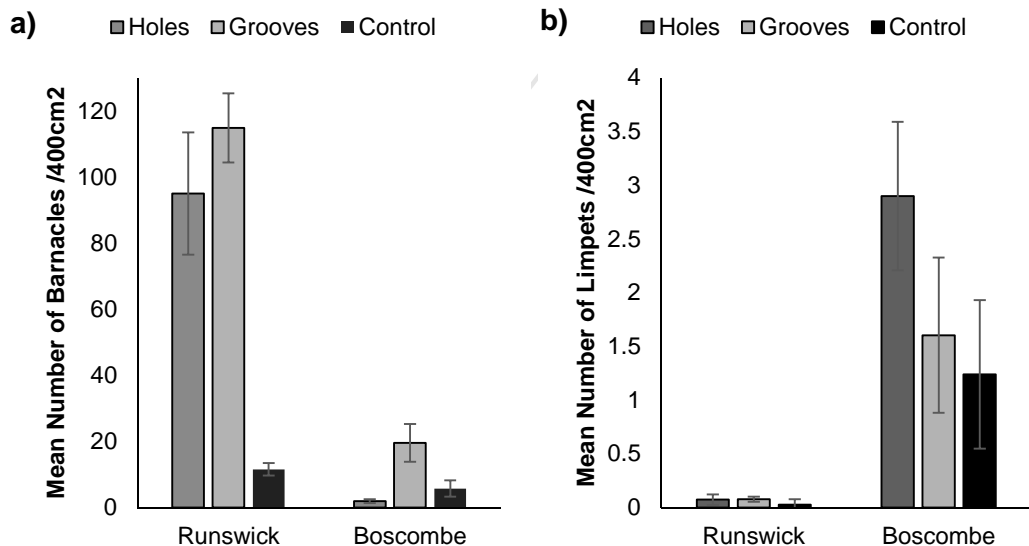 a)
Holes Grooves Control
Mean Number of Barnacles /400cm2
120
100
80
60
40
20
0
Runswick Boscombe
b)
Holes Grooves Control
Mean Number of Limpets /400cm2
4
3.5
3
2.5
2
1.5
1
0.5
0
Runswick Boscombe